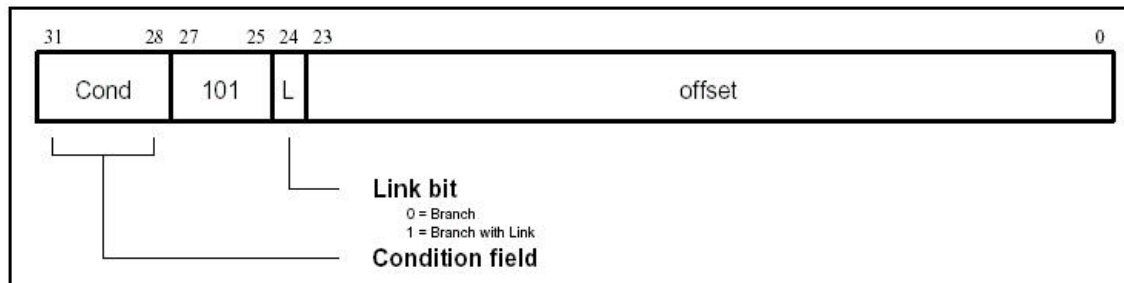 31 28 27 25 24 23 0
Cond 101 L offset
Link bit
0 = Branch
1 = Branch with Link
Condition field